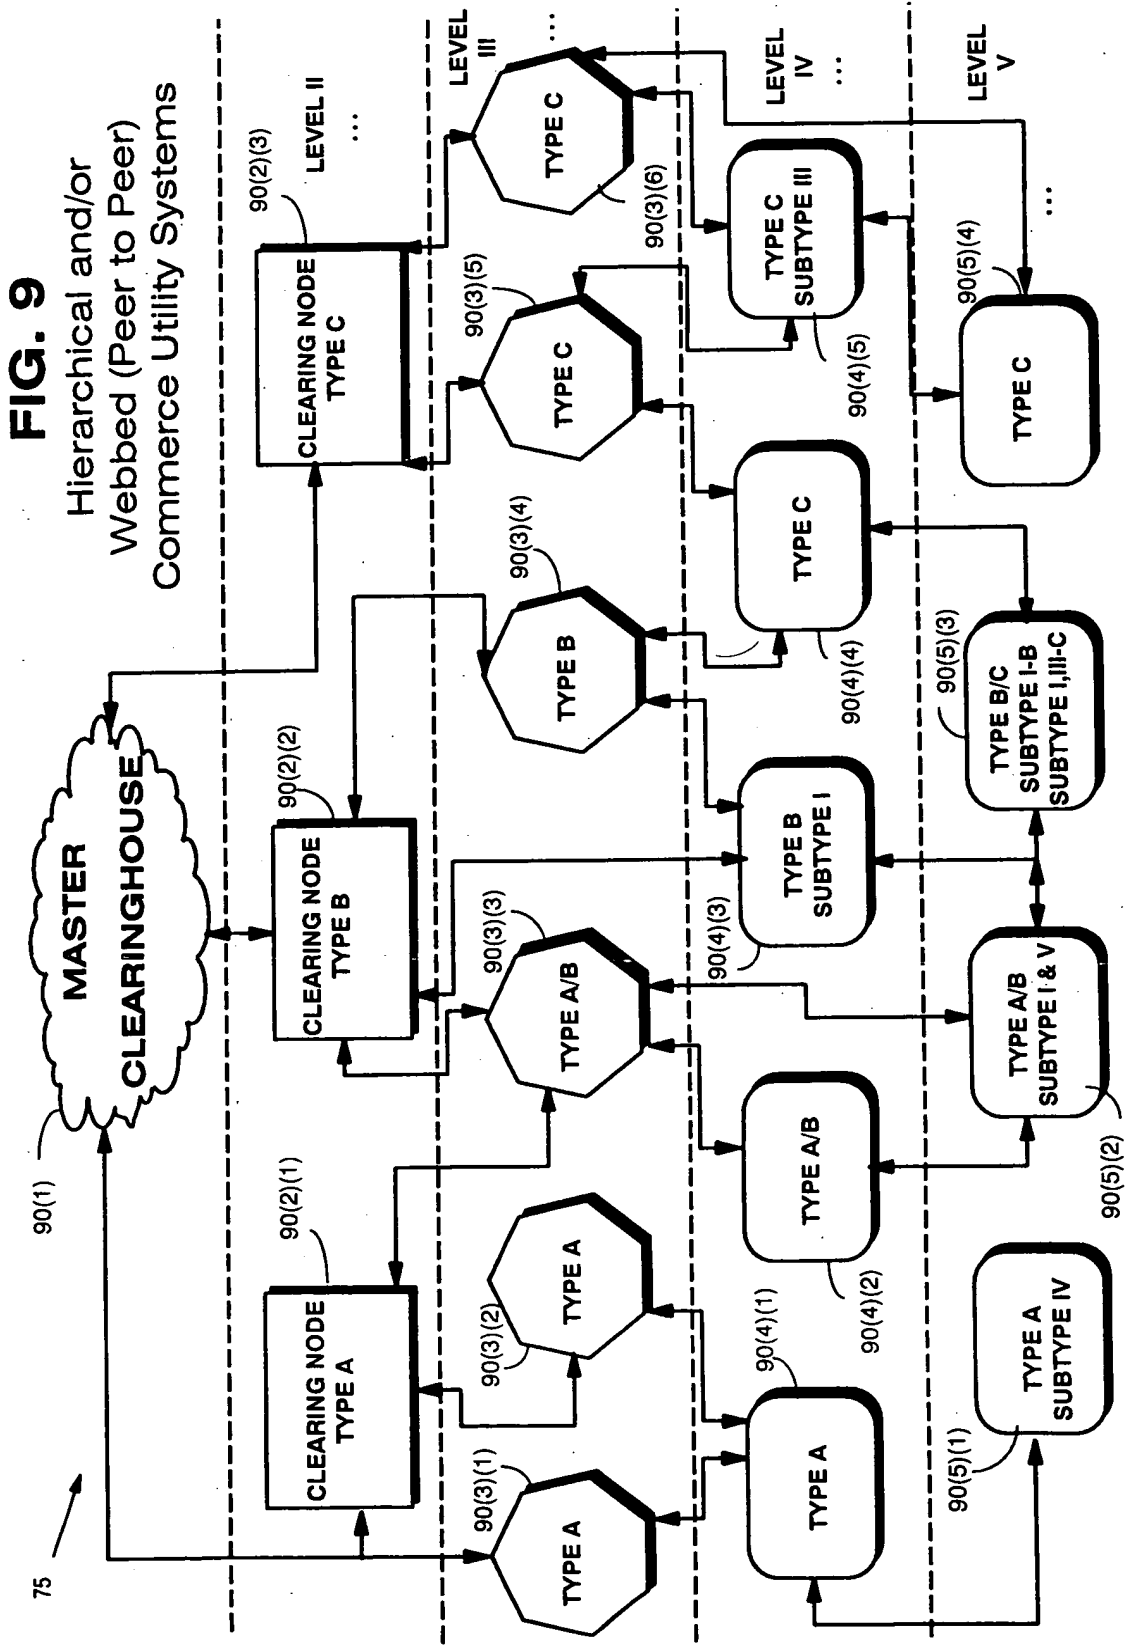 FIG. 9
Hierarchical and/or
Webbed (Peer to Peer)
Commerce Utility Systems
75
90(1)
MASTER
CLEARINGHOUSE
LEVEL II
...
90(2)(1)
CLEARING NODE
TYPE A
90(2)(2)
CLEARING NODE
TYPE B
90(2)(3)
CLEARING NODE
TYPE C
LEVEL
III
...
90(3)(1)
TYPE A
90(3)(2)
TYPE A
90(3)(3)
TYPE A/B
90(3)(4)
TYPE B
90(3)(5)
TYPE C
90(3)(6)
TYPE C
LEVEL
IV
...
90(4)(1)
TYPE A
90(4)(2)
TYPE A/B
90(4)(3)
TYPE B
SUBTYPE I
90(4)(4)
TYPE C
90(4)(5)
TYPE C
SUBTYPE III
LEVEL
V
...
90(5)(1)
TYPE A
SUBTYPE IV
90(5)(2)
TYPE A/B
SUBTYPE I & V
90(5)(3)
TYPE B/C
SUBTYPE I-B
SUBTYPE I,III-C
90(5)(4)
TYPE C